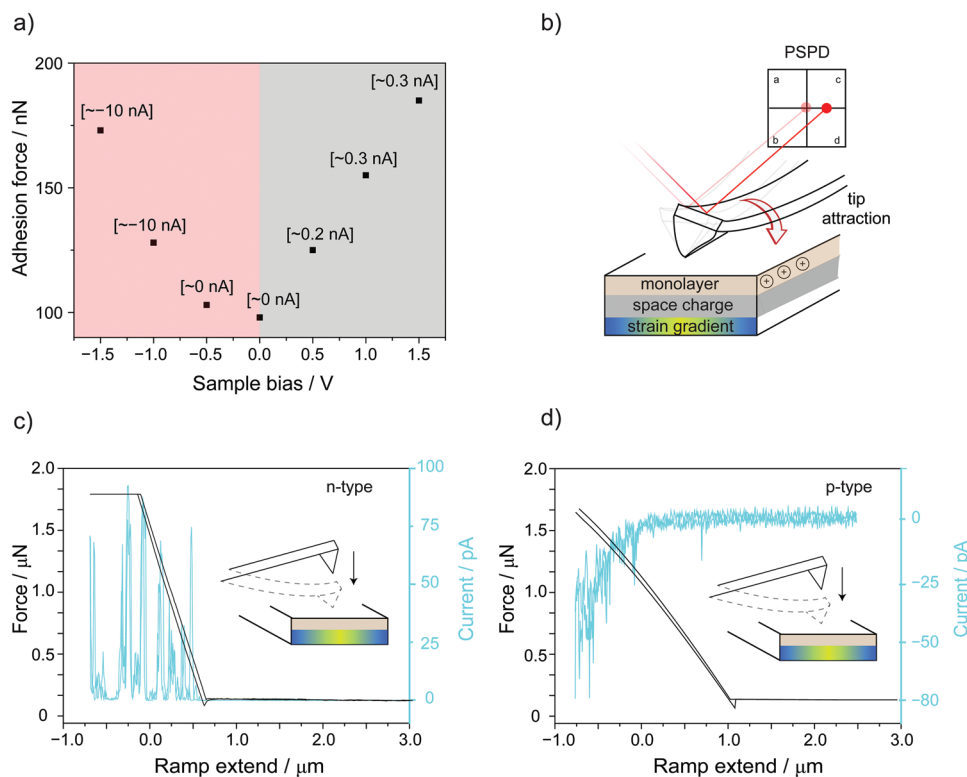 a)
200
150
100
Adhesion force / nN
[~−10 nA]
[~−10 nA]
[~0 nA]
[~0 nA]
[~0.2 nA]
[~0.3 nA]
[~0.3 nA]
−1.5 −1.0 −0.5 0.0 0.5 1.0 1.5
Sample bias / V
b)
PSPD
a c
b d
tip
attraction
monolayer
+ + +
space charge
strain gradient
c)
2.0
1.5
1.0
0.5
0
Force / μN
n-type
100
75
50
25
0
Current / pA
−1.0 0.0 1.0 2.0 3.0
Ramp extend / μm
d)
2.0
1.5
1.0
0.5
0
Force / μN
p-type
0
−25
−50
−80
Current / pA
−1.0 0.0 1.0 2.0 3.0
Ramp extend / μm